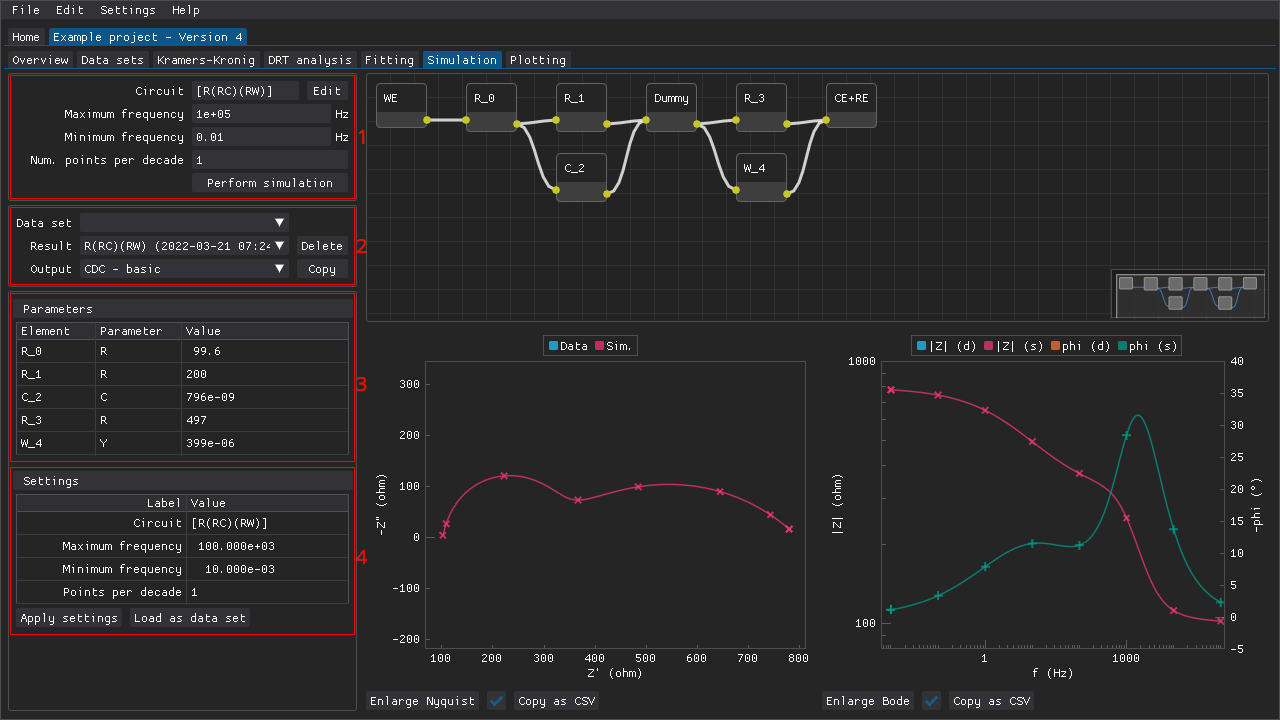 File Edit Settings Help
Home Example project - Version 4
Overview Data sets Kramers-Kronig DRT analysis Fitting Simulation Plotting
Circuit [R(RC)(RW)] Edit
Maximum frequency 1e+05 Hz
Minimum frequency 0.01 Hz
Num. points per decade 1
Perform simulation
1
Data set
Result R(RC)(RW) (2022-03-21 07:24 Delete
Output CDC - basic Copy
2
Parameters
Element Parameter Value
R_0 R 99.6
R_1 R 200
C_2 C 796e-09
R_3 R 497
W_4 Y 399e-06
3
Settings
Label Value
Circuit [R(RC)(RW)]
Maximum frequency 100.000e+03
Minimum frequency 10.000e-03
Points per decade 1
Apply settings Load as data set
4
WE R_0 R_1 Dummy R_3 CE+RE
C_2 W_4
Data Sim.
300
200
100
0
-100
-200
-Z" (ohm)
100 200 300 400 500 600 700 800
Z' (ohm)
Enlarge Nyquist Copy as CSV
|Z| (d) |Z| (s) phi (d) phi (s)
1000
100
|Z| (ohm)
40
35
30
25
20
15
10
5
0
-5
-phi (°)
1 1000
f (Hz)
Enlarge Bode Copy as CSV